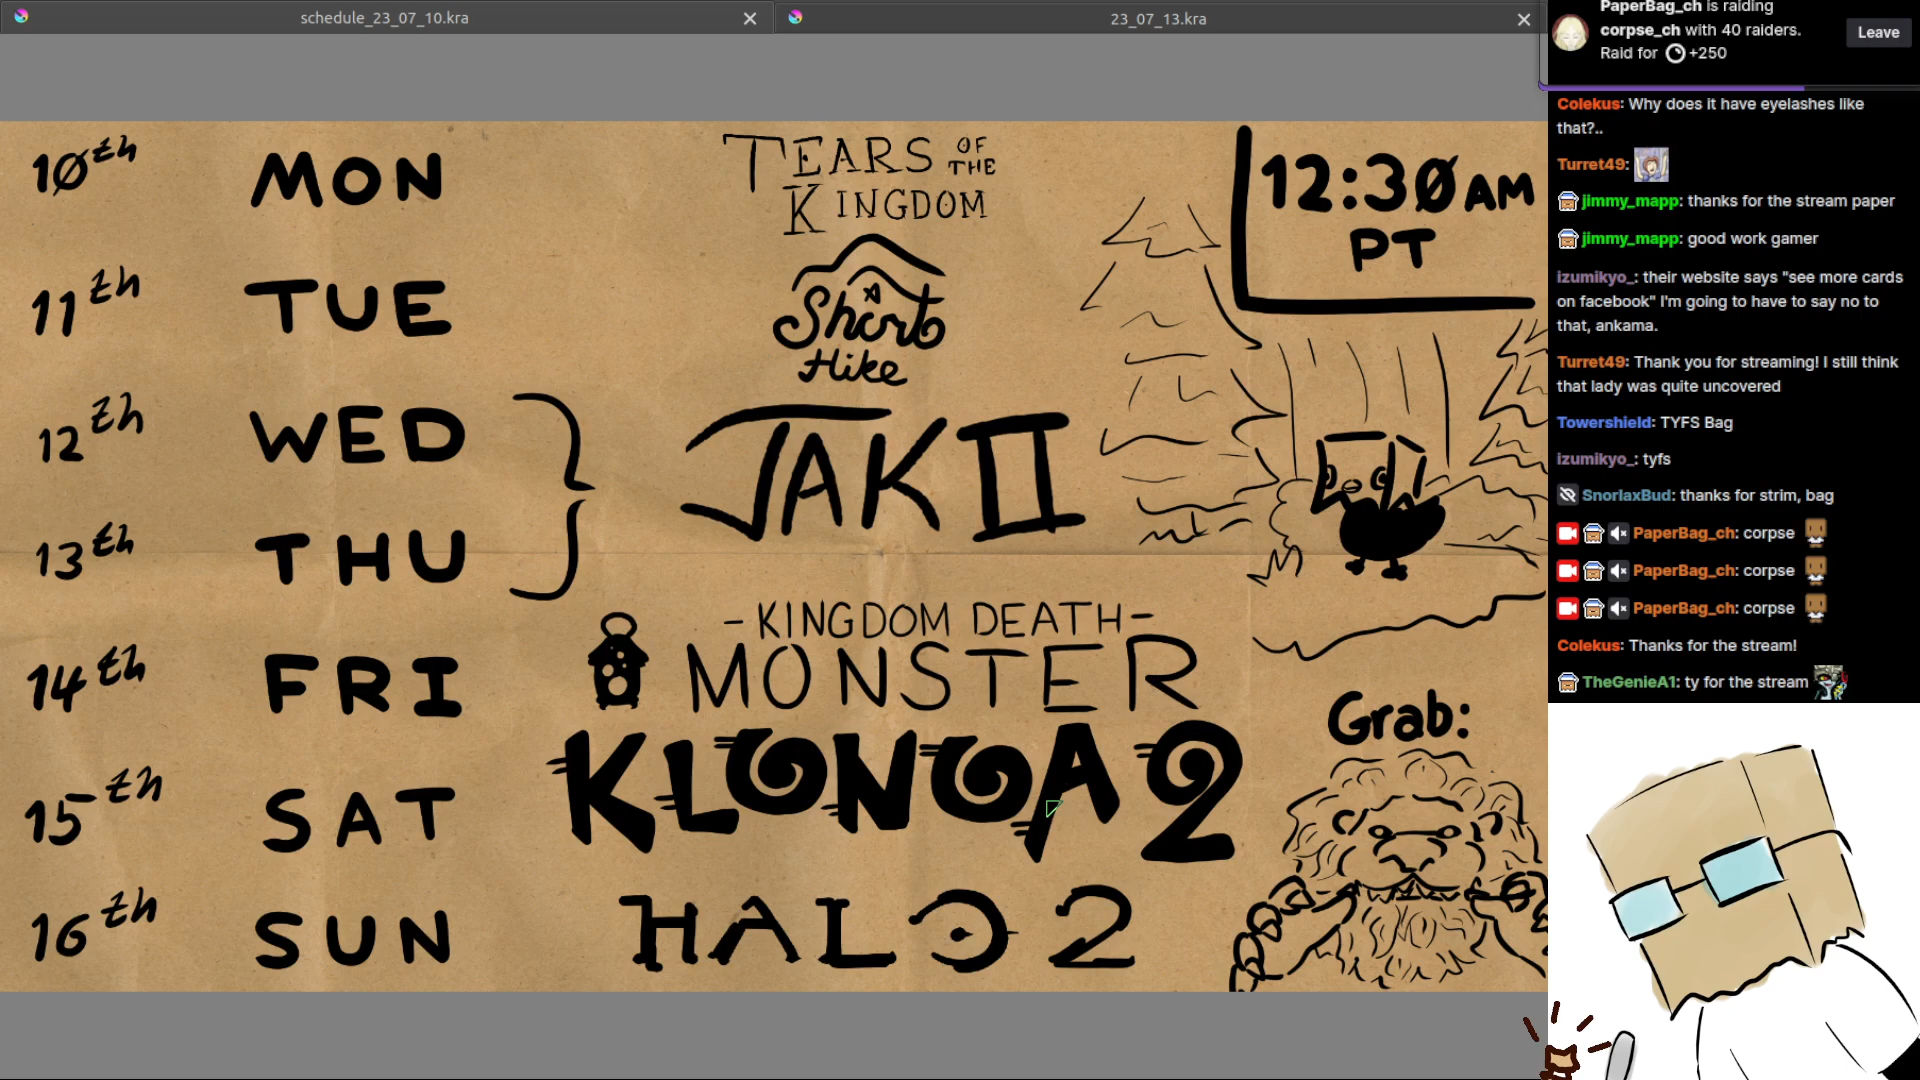 schedule_23_07_10.kra
23_07_13.kra
10th MON TEARS OF THE KINGDOM
12:30AM
PT
11th TUE A Short Hike
12th WED
JAK II
13th THU
14th FRI -KINGDOM DEATH-
MONSTER
Grab:
15th SAT KLONOA 2
16th SUN HALO 2
PaperBag_ch is raiding
corpse_ch with 40 raiders.
Raid for +250
Leave
Colekus: Why does it have eyelashes like
that?..
Turret49:
jimmy_mapp: thanks for the stream paper
jimmy_mapp: good work gamer
izumikyo_: their website says "see more cards
on facebook" I'm going to have to say no to
that, ankama.
Turret49: Thank you for streaming! I still think
that lady was quite uncovered
Towershield: TYFS Bag
izumikyo_: tyfs
SnorlaxBud: thanks for strim, bag
PaperBag_ch: corpse
PaperBag_ch: corpse
PaperBag_ch: corpse
Colekus: Thanks for the stream!
TheGenieA1: ty for the stream